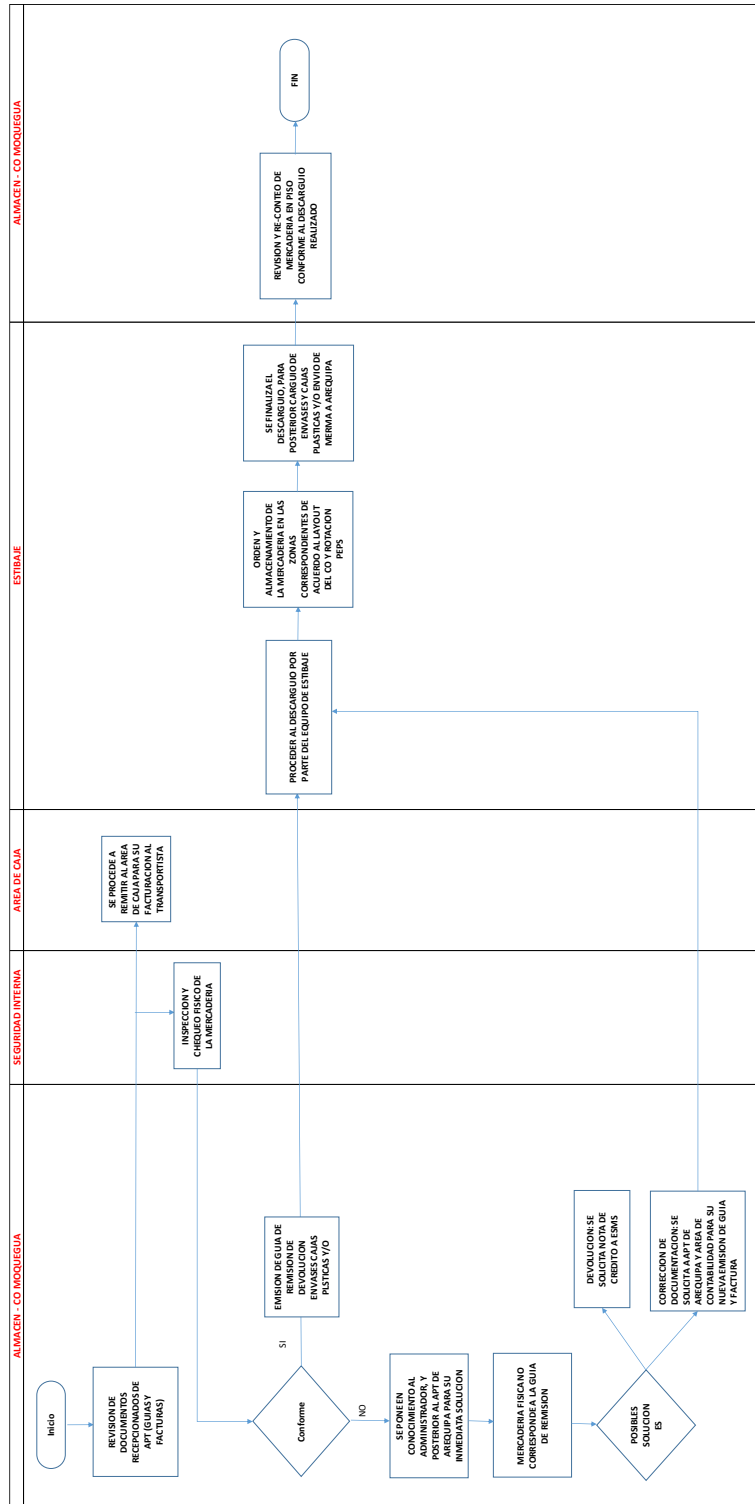 ALMACEN - CO MOQUEGUA
SEGURIDAD INTERNA
AREA DE CAJA
ESTIBAJE
ALMACEN - CO MOQUEGUA
Inicio
REVISION DE
DOCUMENTOS
RECEPCIONADOS DE
APT (GUIAS Y
FACTURAS)
SE PROCEDE A
REMITIR AL AREA
DE CAJA PARA SU
FACTURACION AL
TRANSPORTISTA
INSPECCION Y
CHEQUEO FISICO DE
LA MERCADERIA
Conforme
SI
EMISION DE GUIA DE
REMISION DE
DEVOLUCION
ENVASES CAJAS
PLSTICAS Y/O
PROCEDER AL DESCARGUIO POR
PARTE DEL EQUIPO DE ESTIBAJE
ORDEN Y
ALMACENAMIENTO DE
LA MERCADERIA EN LAS
ZONAS
CORRESPONDIENTES DE
ACUERDO AL LAYOUT
DEL CO Y ROTACION
PEPS
SE FINALIZA EL
DESCARGUIO, PARA
POSTERIOR CARGUIO DE
ENVASES Y CAJAS
PLASTICAS Y/O ENVIO DE
MERMA A AREQUIPA
REVISION Y RE-CONTEO DE
MERCADERIA EN PISO
CONFORME AL DESCARGUIO
REALIZADO
FIN
NO
SE PONE EN
CONOCIMIENTO AL
ADMINISTRADOR, Y
POSTERIOR AL APT DE
AREQUIPA PARA SU
INMEDIATA SOLUCION
MERCADERIA FISICA NO
CORRESPONDE A LA GUIA
DE REMISION
POSIBLES
SOLUCION
ES
DEVOLUCION: SE
SOLICITA NOTA DE
CREDITO A ESMS
CORRECCION DE
DOCUMENTACION: SE
SOLICITA A APT DE
AREQUIPA Y AREA DE
CONTABILIDAD PARA SU
NUEVA EMISION DE GUIA
Y FACTURA